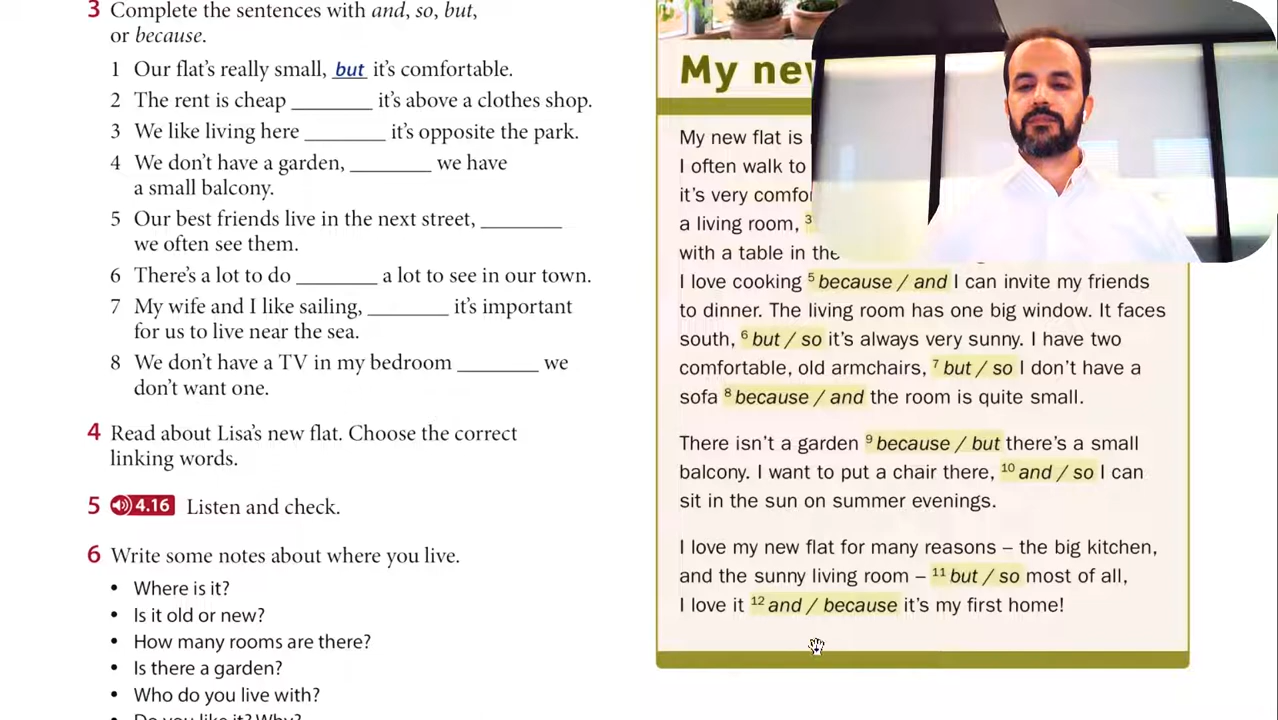 3 Complete the sentences with and, so, but,
or because.
1 Our flat's really small, but it's comfortable.
2 The rent is cheap ________ it's above a clothes shop.
3 We like living here ________ it's opposite the park.
4 We don't have a garden, ________ we have
a small balcony.
5 Our best friends live in the next street, ________
we often see them.
6 There's a lot to do ________ a lot to see in our town.
7 My wife and I like sailing, ________ it's important
for us to live near the sea.
8 We don't have a TV in my bedroom ________ we
don't want one.
4 Read about Lisa's new flat. Choose the correct
linking words.
5 4.16 Listen and check.
6 Write some notes about where you live.
• Where is it?
• Is it old or new?
• How many rooms are there?
• Is there a garden?
• Who do you live with?
• Do you like it? Why?
My
My new flat is
I often walk to
it's very
a living room, 3
with a table in the
I love cooking 5 because / and I can invite my friends
to dinner. The living room has one big window. It faces
south, 6 but / so it's always very sunny. I have two
comfortable, old armchairs, 7 but / so I don't have a
sofa 8 because / and the room is quite small.
There isn't a garden 9 because / but there's a small
balcony. I want to put a chair there, 10 and / so I can
sit in the sun on summer evenings.
I love my new flat for many reasons – the big kitchen,
and the sunny living room – 11 but / so most of all,
I love it 12 and / because it's my first home!